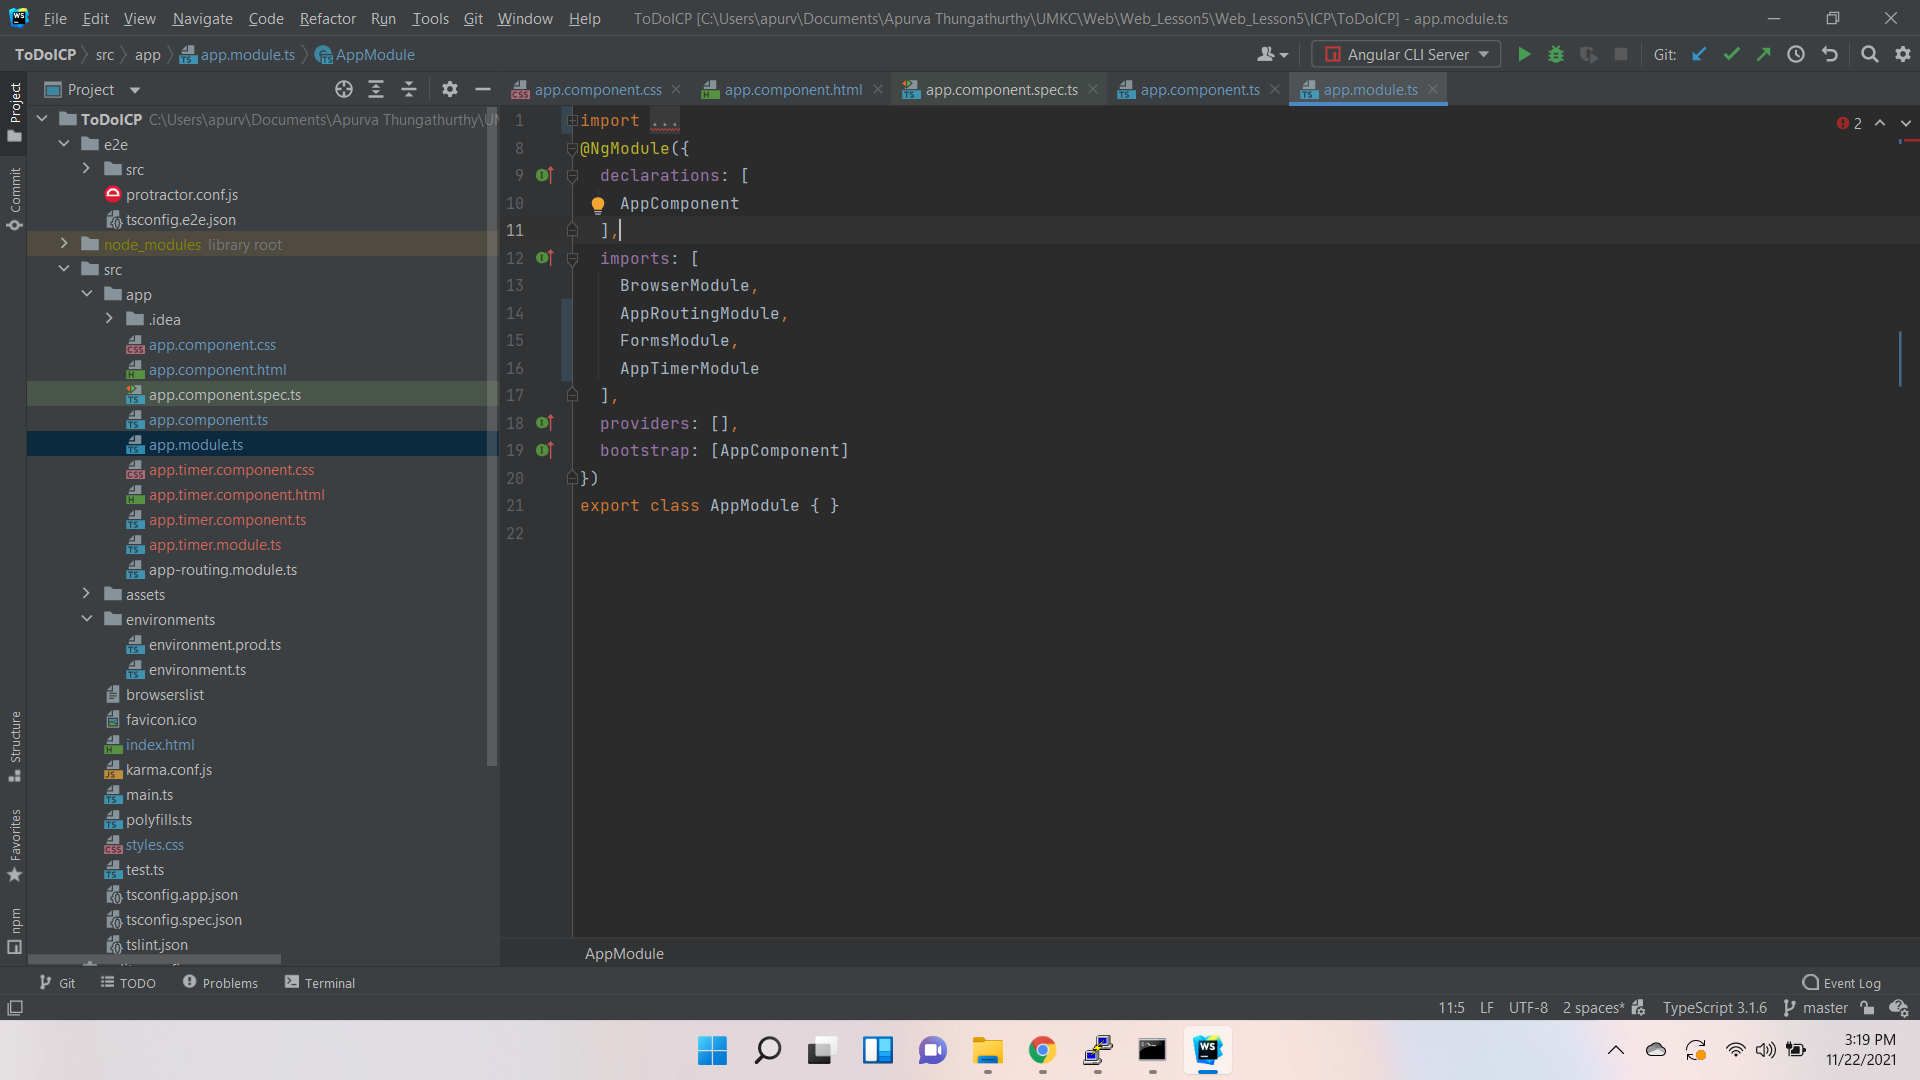 File Edit View Navigate Code Refactor Run Tools Git Window Help ToDoICP [C:\Users\apurv\Documents\Apurva Thungathurthy\UMKC\Web\Web_Lesson5\Web_Lesson5\ICP\ToDoICP] - app.module.ts
ToDoICP src app app.module.ts AppModule Angular CLI Server Git:
Project
app.component.css app.component.html app.component.spec.ts app.component.ts app.module.ts
Project
Commit
Structure
Favorites
npm
ToDoICP C:\Users\apurv\Documents\Apurva Thungathurthy\UM
e2e
src
protractor.conf.js
tsconfig.e2e.json
node_modules library root
src
app
.idea
app.component.css
app.component.html
app.component.spec.ts
app.component.ts
app.module.ts
app.timer.component.css
app.timer.component.html
app.timer.component.ts
app.timer.module.ts
app-routing.module.ts
assets
environments
environment.prod.ts
environment.ts
browserslist
favicon.ico
index.html
karma.conf.js
main.ts
polyfills.ts
styles.css
test.ts
tsconfig.app.json
tsconfig.spec.json
tslint.json
1 import ...
8 @NgModule({
9 declarations: [
10 AppComponent
11 ],
12 imports: [
13 BrowserModule,
14 AppRoutingModule,
15 FormsModule,
16 AppTimerModule
17 ],
18 providers: [],
19 bootstrap: [AppComponent]
20 })
21 export class AppModule { }
22
2
AppModule
Git TODO Problems Terminal Event Log
11:5 LF UTF-8 2 spaces* TypeScript 3.1.6 master
WS
3:19 PM
11/22/2021